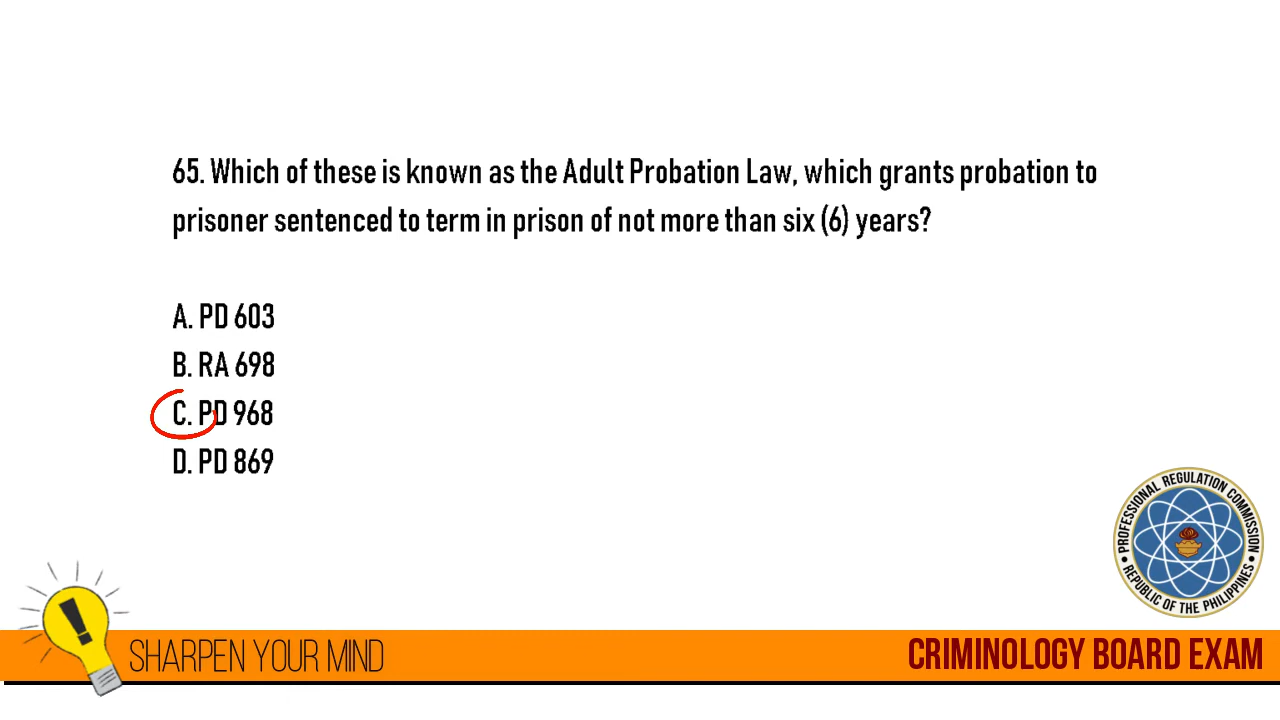 65. Which of these is known as the Adult Probation Law, which grants probation to
prisoner sentenced to term in prison of not more than six (6) years?
A. PD 603
B. RA 698
C. PD 968
D. PD 869
PROFESSIONAL REGULATION COMMISSION
REPUBLIC OF THE PHILIPPINES
SHARPEN YOUR MIND
CRIMINOLOGY BOARD EXAM